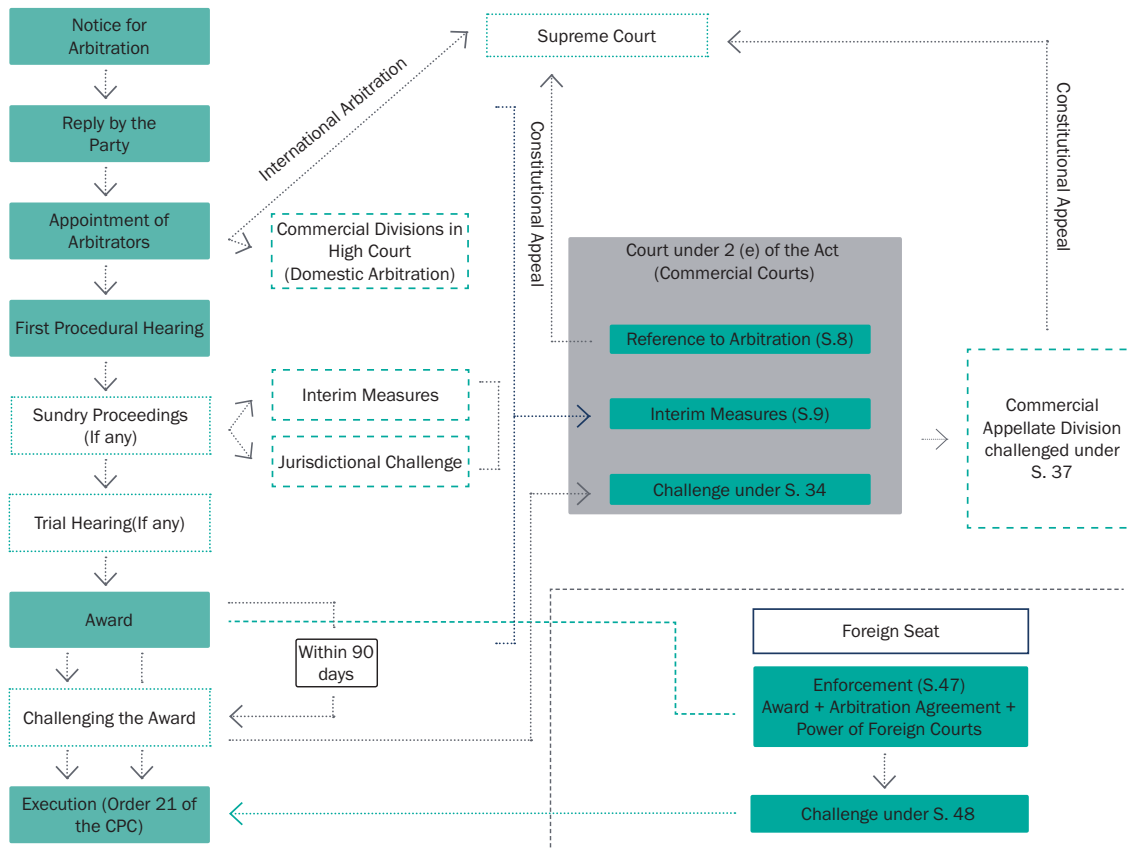 Notice for
Arbitration
Reply by the
Party
Appointment of
Arbitrators
First Procedural Hearing
Sundry Proceedings
(If any)
Trial Hearing(If any)
Award
Challenging the Award
Execution (Order 21 of
the CPC)
International Arbitration
Commercial Divisions in
High Court
(Domestic Arbitration)
Interim Measures
Jurisdictional Challenge
Within 90
days
Supreme Court
Constitutional Appeal
Court under 2 (e) of the Act
(Commercial Courts)
Reference to Arbitration (S.8)
Interim Measures (S.9)
Challenge under S. 34
Constitutional Appeal
Commercial
Appellate Division
challenged under
S. 37
Foreign Seat
Enforcement (S.47)
Award + Arbitration Agreement +
Power of Foreign Courts
Challenge under S. 48